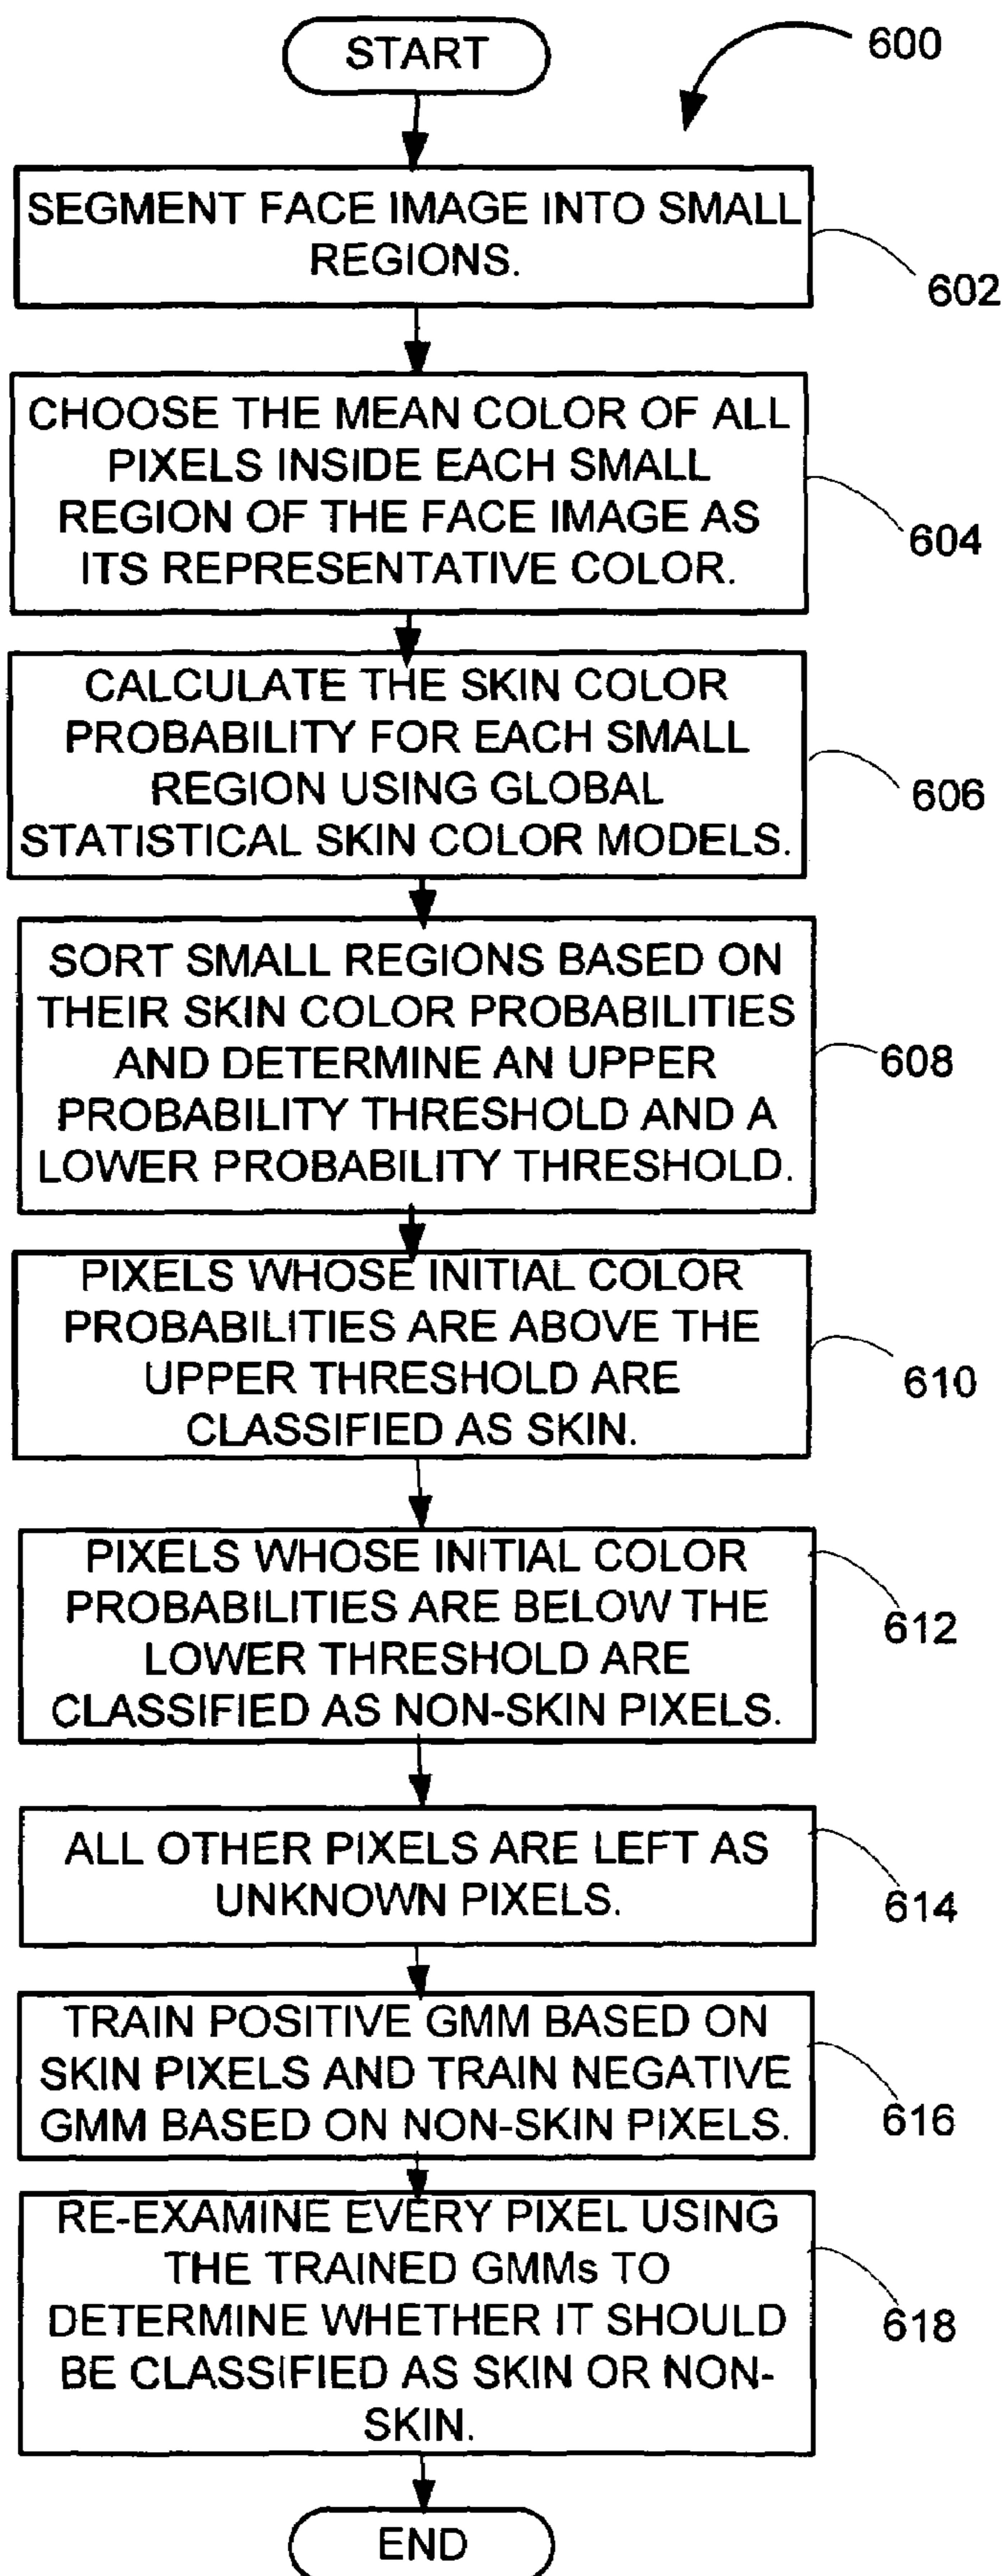 START
600
SEGMENT FACE IMAGE INTO SMALL
REGIONS.
602
CHOOSE THE MEAN COLOR OF ALL
PIXELS INSIDE EACH SMALL
REGION OF THE FACE IMAGE AS
ITS REPRESENTATIVE COLOR.
604
CALCULATE THE SKIN COLOR
PROBABILITY FOR EACH SMALL
REGION USING GLOBAL
STATISTICAL SKIN COLOR MODELS.
606
SORT SMALL REGIONS BASED ON
THEIR SKIN COLOR PROBABILITIES
AND DETERMINE AN UPPER
PROBABILITY THRESHOLD AND A
LOWER PROBABILITY THRESHOLD.
608
PIXELS WHOSE INITIAL COLOR
PROBABILITIES ARE ABOVE THE
UPPER THRESHOLD ARE
CLASSIFIED AS SKIN.
610
PIXELS WHOSE INITIAL COLOR
PROBABILITIES ARE BELOW THE
LOWER THRESHOLD ARE
CLASSIFIED AS NON-SKIN PIXELS.
612
ALL OTHER PIXELS ARE LEFT AS
UNKNOWN PIXELS.
614
TRAIN POSITIVE GMM BASED ON
SKIN PIXELS AND TRAIN NEGATIVE
GMM BASED ON NON-SKIN PIXELS.
616
RE-EXAMINE EVERY PIXEL USING
THE TRAINED GMMs TO
DETERMINE WHETHER IT SHOULD
BE CLASSIFIED AS SKIN OR NON-
SKIN.
618
END